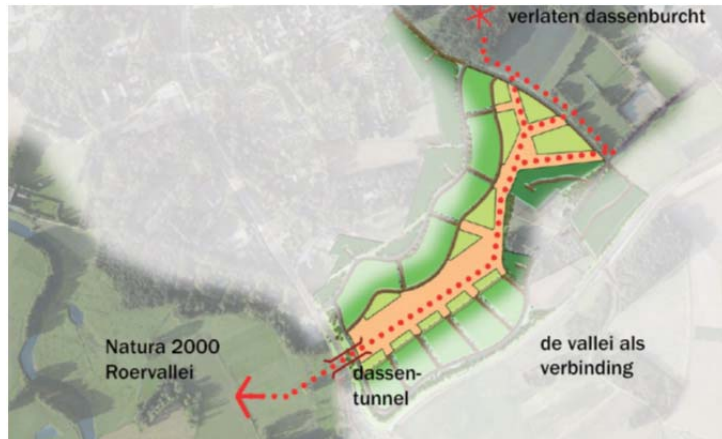 verlaten dassenburcht
Natura 2000
Roervallei
dassen-
tunnel
de vallei als
verbinding